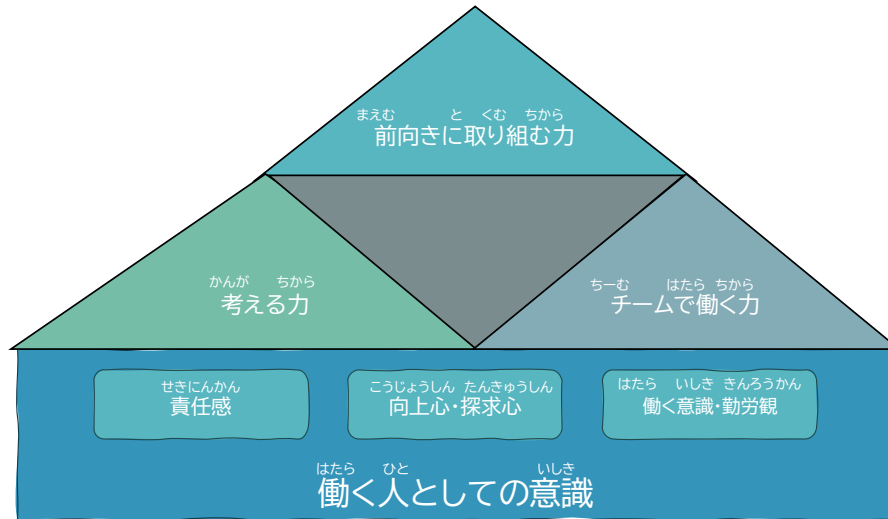 まえむ と くむ ちから
前向きに取り組む力
かんが ちから
考える力
ちーむ はたら ちから
チームで働く力
せきにんかん
責任感
こうじょうしん たんきゅうしん
向上心・探求心
はたら いしき きんろうかん
働く意識・勤労観
はたら ひと いしき
働く人としての意識